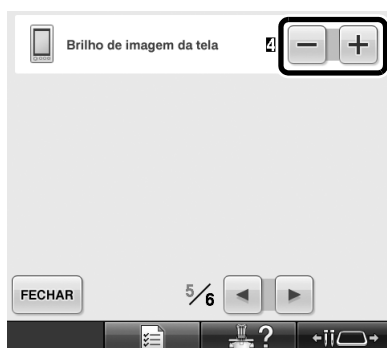 Brilho de imagem da tela 4 − +
FECHAR 5/6
?